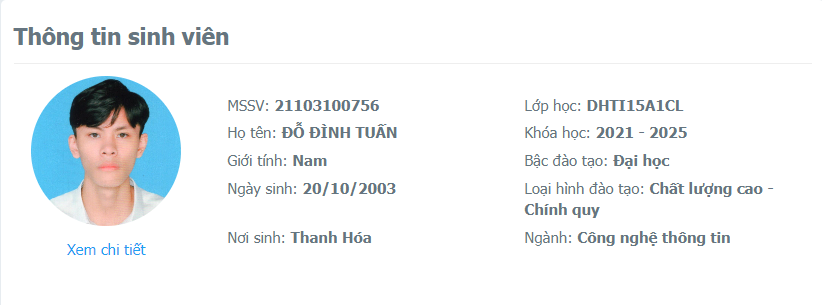 Thông tin sinh viên
MSSV: 21103100756
Lớp học: DHTI15A1CL
Họ tên: ĐỖ ĐÌNH TUẤN
Khóa học: 2021 - 2025
Giới tính: Nam
Bậc đào tạo: Đại học
Ngày sinh: 20/10/2003
Loại hình đào tạo: Chất lượng cao -
Chính quy
Nơi sinh: Thanh Hóa
Ngành: Công nghệ thông tin
Xem chi tiết